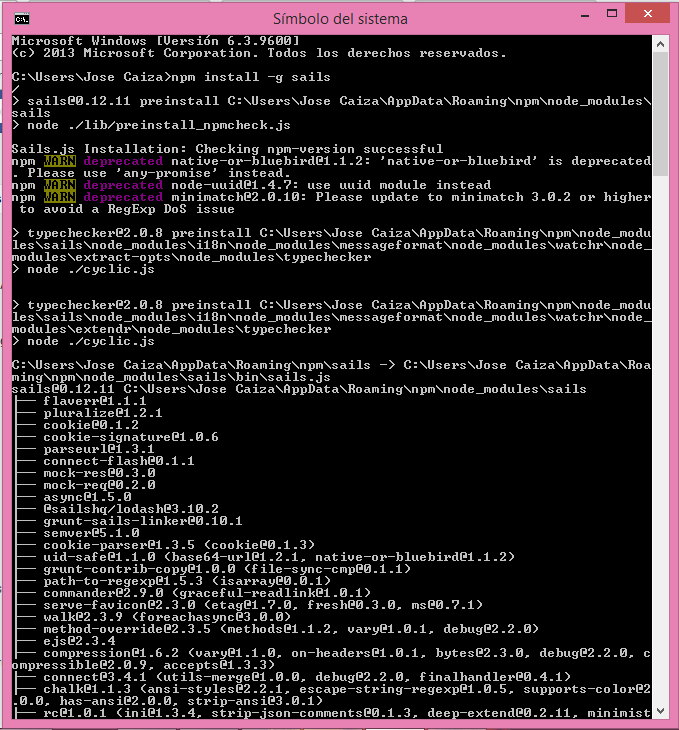 Símbolo del sistema
Microsoft Windows [Versión 6.3.9600]
(c) 2013 Microsoft Corporation. Todos los derechos reservados.
C:\Users\Jose Caiza>npm install -g sails
/
> sails@0.12.11 preinstall C:\Users\Jose Caiza\AppData\Roaming\npm\node_modules\
sails
> node ./lib/preinstall_npmcheck.js
Sails.js Installation: Checking npm-version successful
npm WARN deprecated native-or-bluebird@1.1.2: 'native-or-bluebird' is deprecated
. Please use 'any-promise' instead.
npm WARN deprecated node-uuid@1.4.7: use uuid module instead
npm WARN deprecated minimatch@2.0.10: Please update to minimatch 3.0.2 or higher
 to avoid a RegExp DoS issue
> typechecker@2.0.8 preinstall C:\Users\Jose Caiza\AppData\Roaming\npm\node_modu
les\sails\node_modules\i18n\node_modules\messageformat\node_modules\watchr\node_
modules\extract-opts\node_modules\typechecker
> node ./cyclic.js
> typechecker@2.0.8 preinstall C:\Users\Jose Caiza\AppData\Roaming\npm\node_modu
les\sails\node_modules\i18n\node_modules\messageformat\node_modules\watchr\node_
modules\extendr\node_modules\typechecker
> node ./cyclic.js
C:\Users\Jose Caiza\AppData\Roaming\npm\sails -> C:\Users\Jose Caiza\AppData\Roa
ming\npm\node_modules\sails\bin\sails.js
sails@0.12.11 C:\Users\Jose Caiza\AppData\Roaming\npm\node_modules\sails
├── flaverr@1.1.1
├── pluralize@1.2.1
├── cookie@0.1.2
├── cookie-signature@1.0.6
├── parseurl@1.3.1
├── connect-flash@0.1.1
├── mock-res@0.3.0
├── mock-req@0.2.0
├── async@1.5.0
├── @sailshq/lodash@3.10.2
├── grunt-sails-linker@0.10.1
├── semver@5.1.0
├── cookie-parser@1.3.5 (cookie@0.1.3)
├── uid-safe@1.1.0 (base64-url@1.2.1, native-or-bluebird@1.1.2)
├── grunt-contrib-copy@1.0.0 (file-sync-cmp@0.1.1)
├── path-to-regexp@1.5.3 (isarray@0.0.1)
├── commander@2.9.0 (graceful-readlink@1.0.1)
├── serve-favicon@2.3.0 (etag@1.7.0, fresh@0.3.0, ms@0.7.1)
├── walk@2.3.9 (foreachasync@3.0.0)
├── method-override@2.3.5 (methods@1.1.2, vary@1.0.1, debug@2.2.0)
├── ejs@2.3.4
├── compression@1.6.2 (vary@1.1.0, on-headers@1.0.1, bytes@2.3.0, debug@2.2.0, c
ompressible@2.0.9, accepts@1.3.3)
├── connect@3.4.1 (utils-merge@1.0.0, debug@2.2.0, finalhandler@0.4.1)
├── chalk@1.1.3 (ansi-styles@2.2.1, escape-string-regexp@1.0.5, supports-color@2
.0.0, has-ansi@2.0.0, strip-ansi@3.0.1)
├── rc@1.0.1 (ini@1.3.4, strip-json-comments@0.1.3, deep-extend@0.2.11, minimist